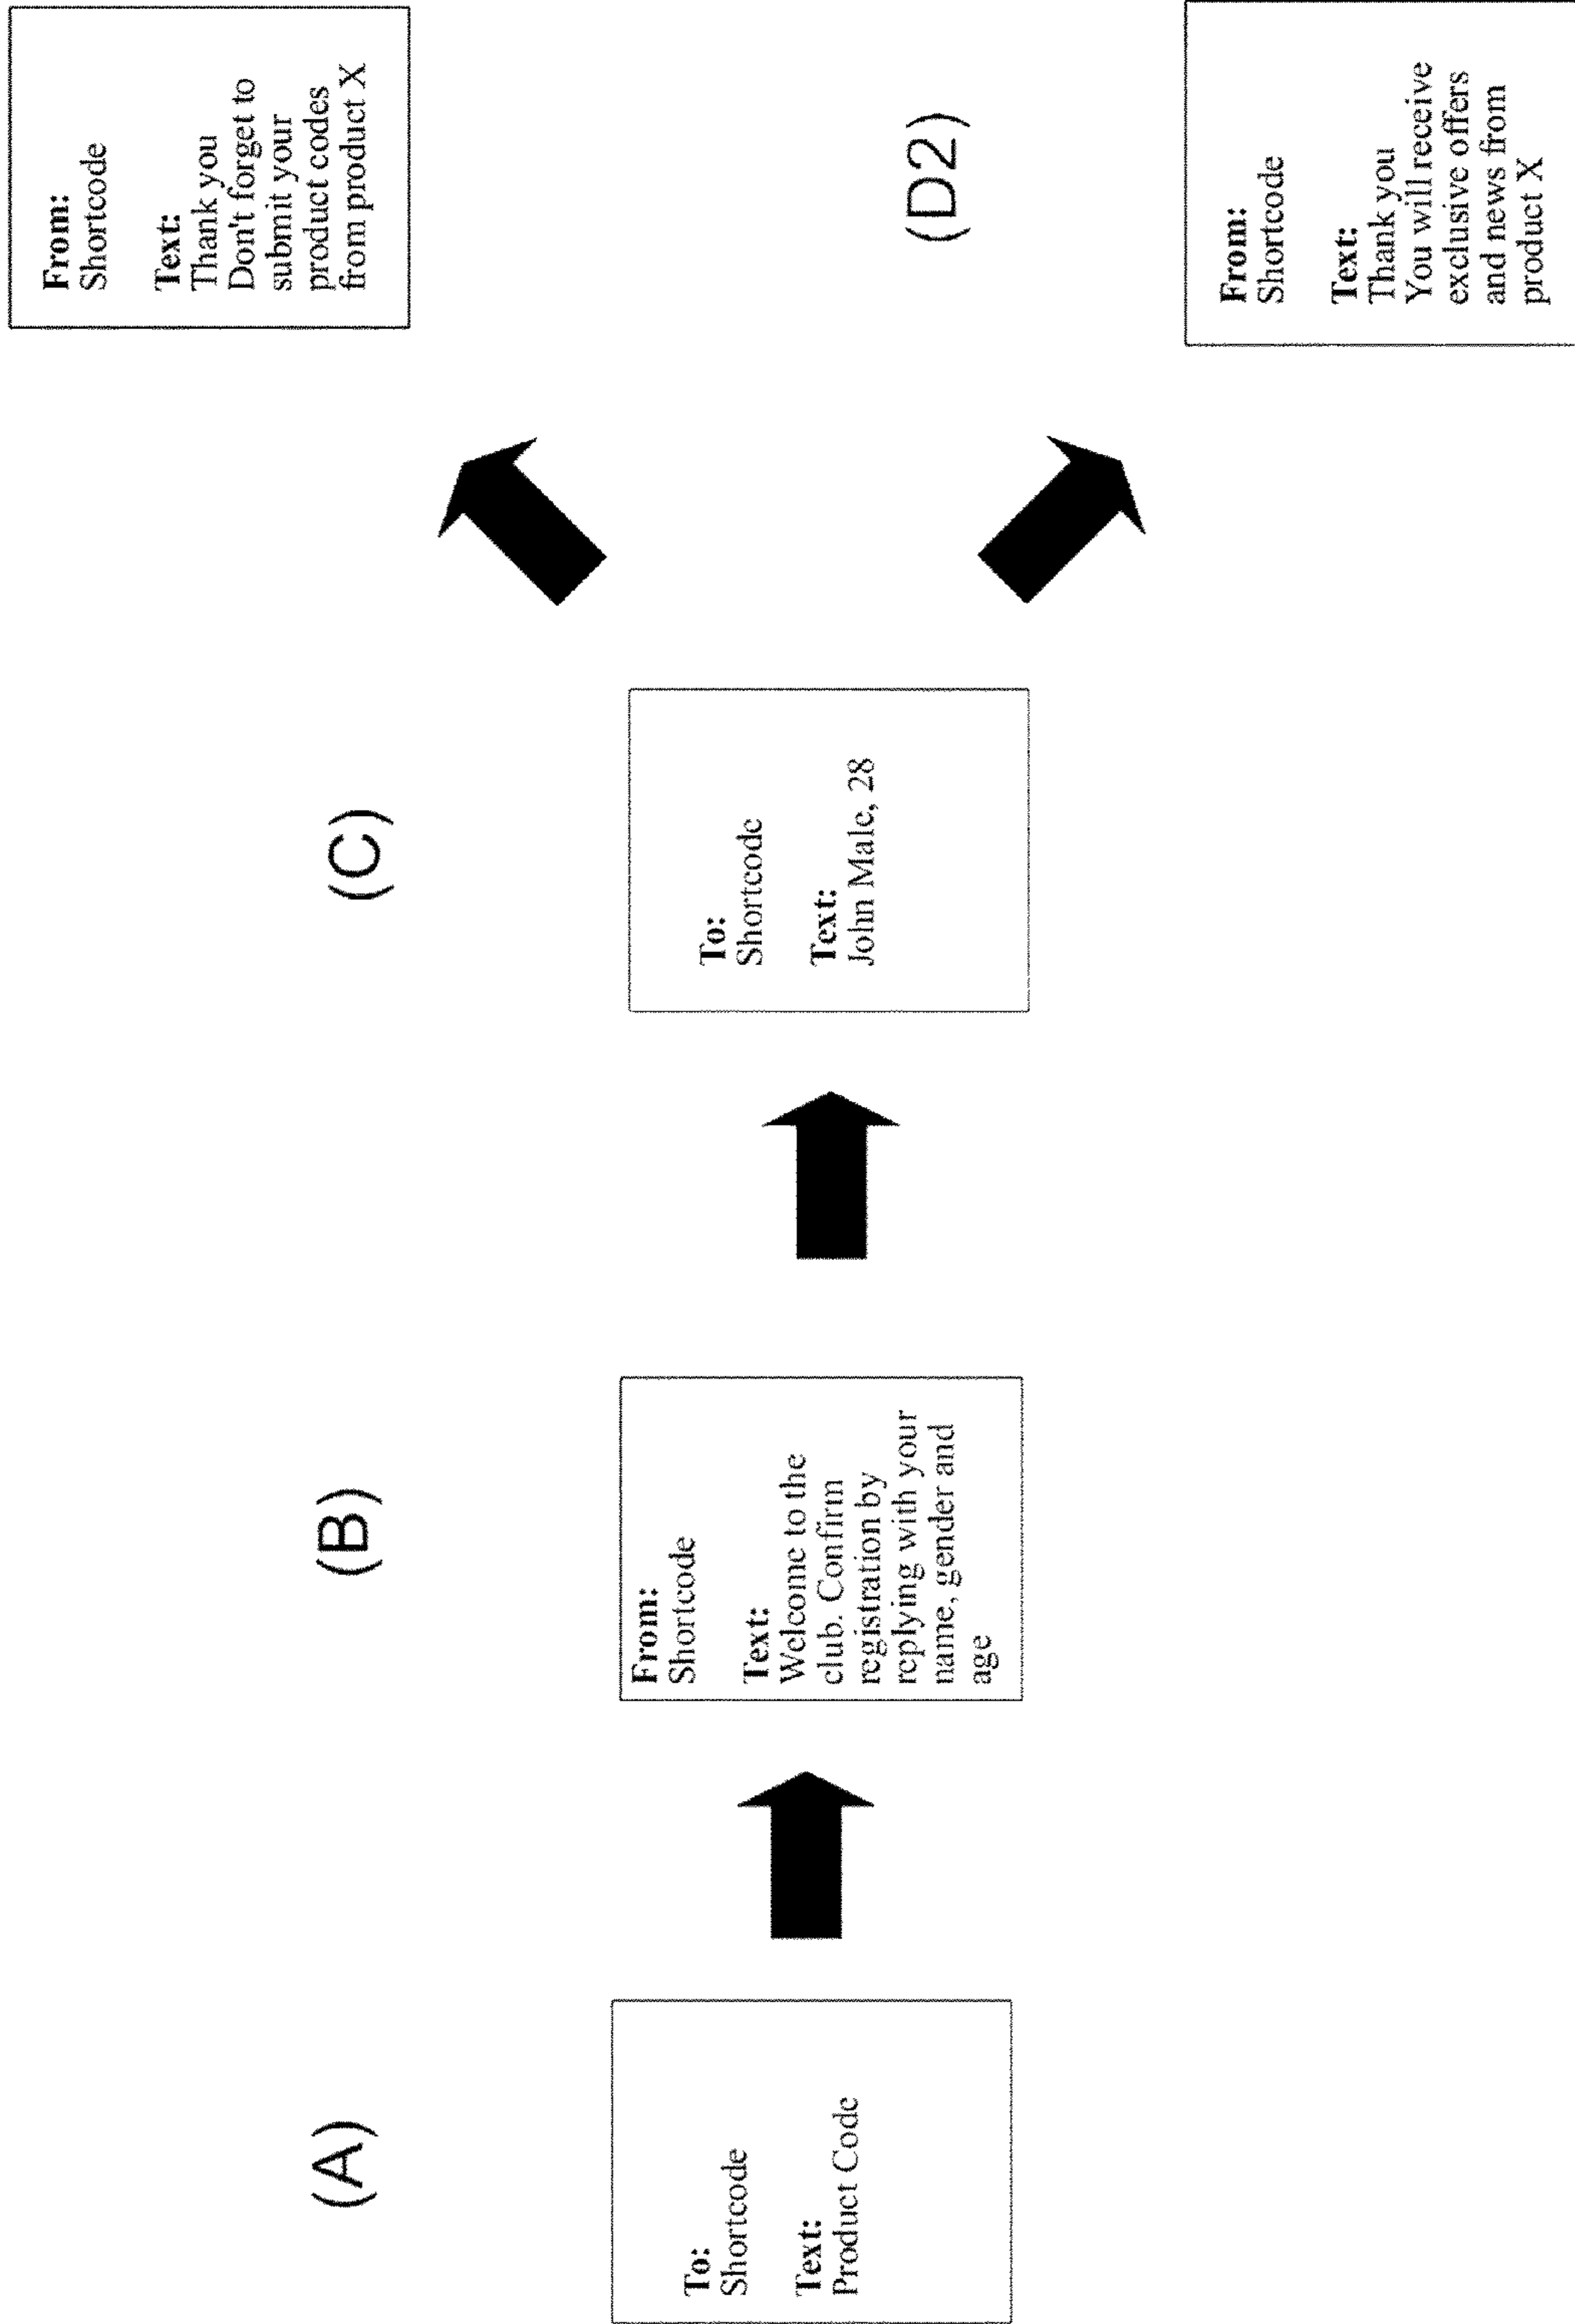 (A)
To:
Shortcode
Text:
Product Code
(B)
From:
Shortcode
Text:
Welcome to the
club. Confirm
registration by
replying with your
name, gender and
age
(C)
To:
Shortcode
Text:
John Male, 28
From:
Shortcode
Text:
Thank you
Don't forget to
submit your
product codes
from product X
(D2)
From:
Shortcode
Text:
Thank you
You will receive
exclusive offers
and news from
product X